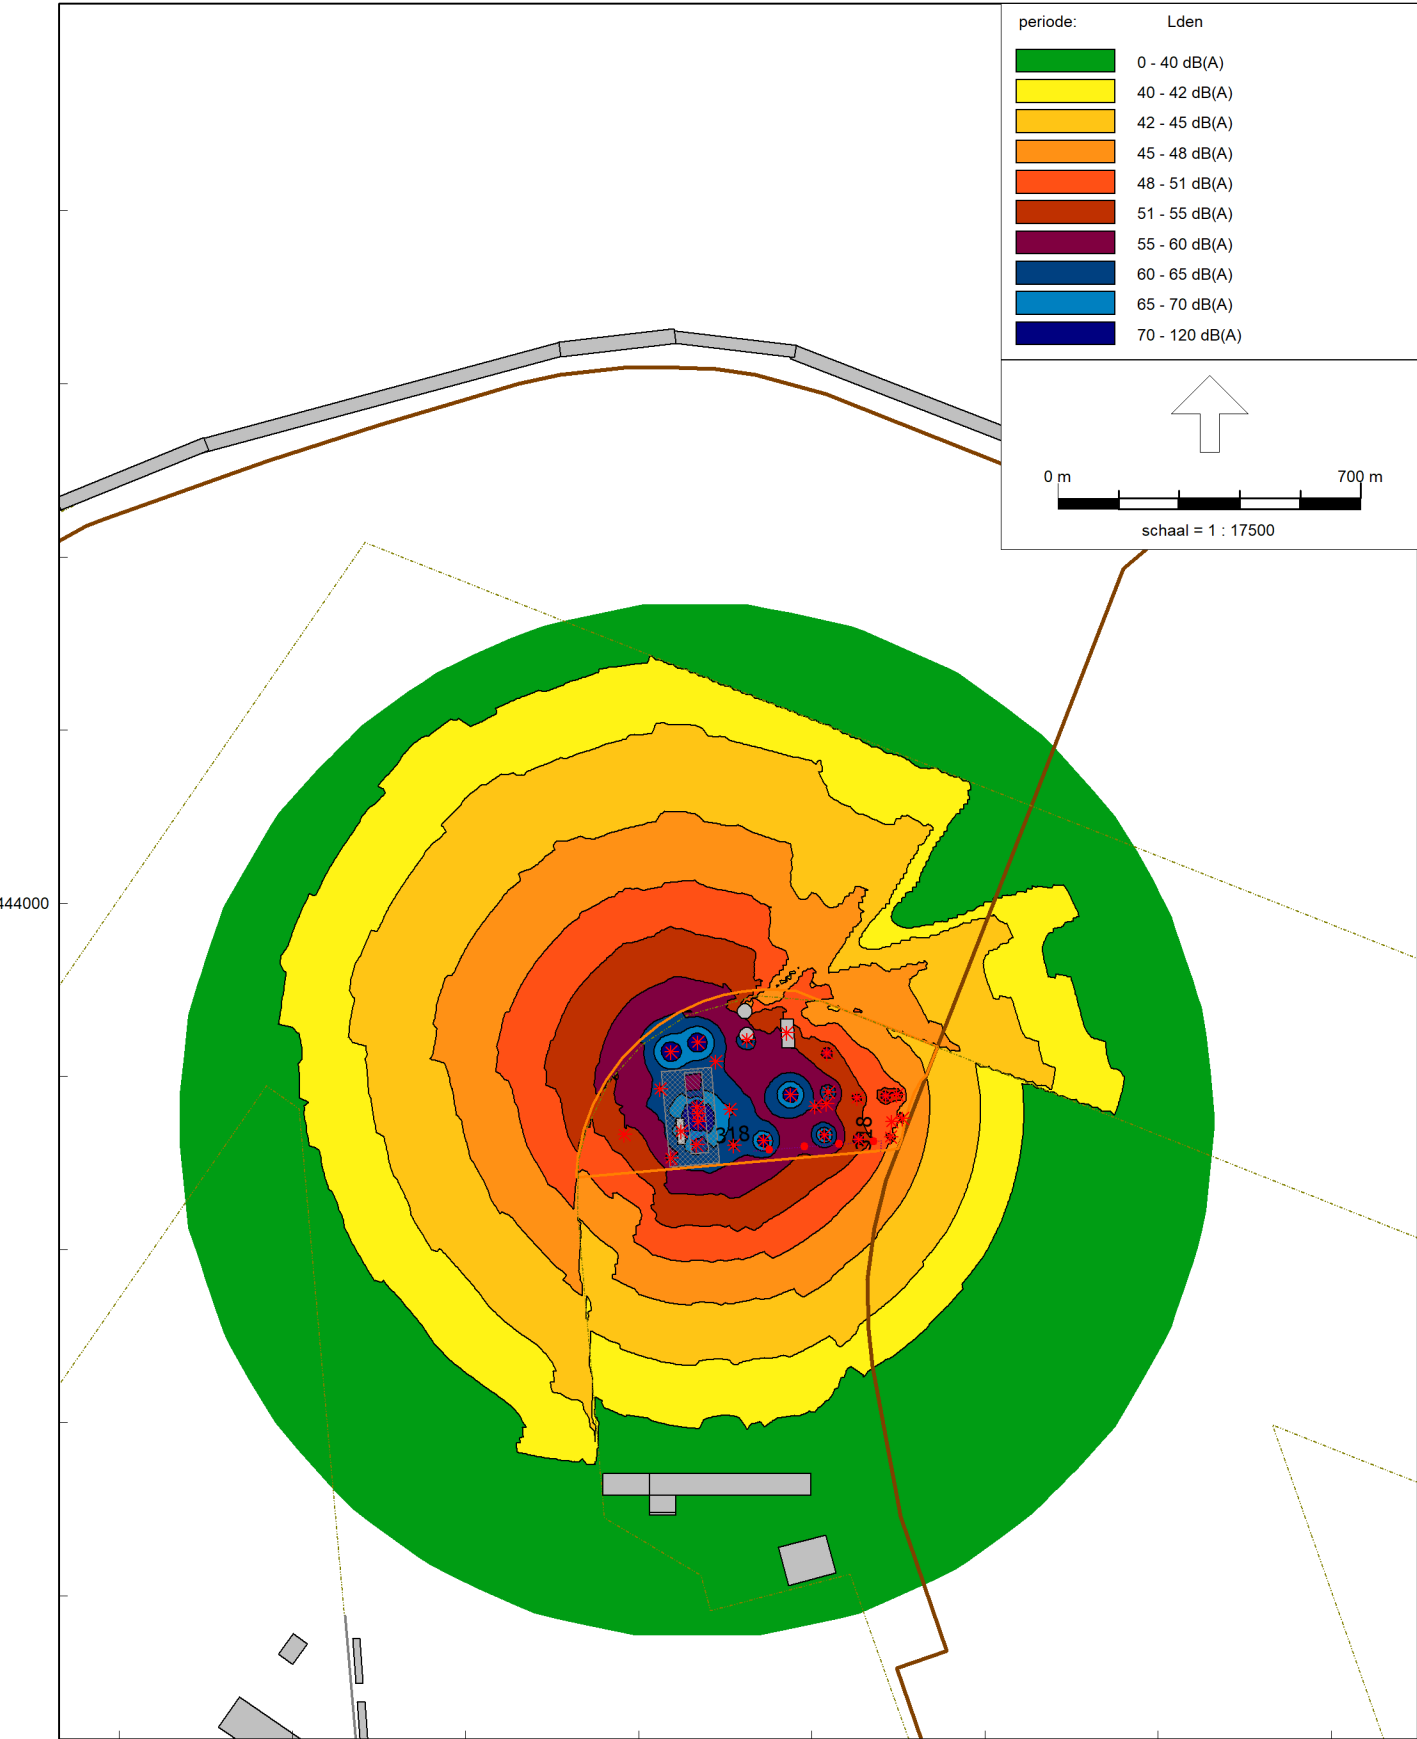 periode: Lden
0 - 40 dB(A)
40 - 42 dB(A)
42 - 45 dB(A)
45 - 48 dB(A)
48 - 51 dB(A)
51 - 55 dB(A)
55 - 60 dB(A)
60 - 65 dB(A)
65 - 70 dB(A)
70 - 120 dB(A)
0 m 700 m
schaal = 1 : 17500
444000
318
318